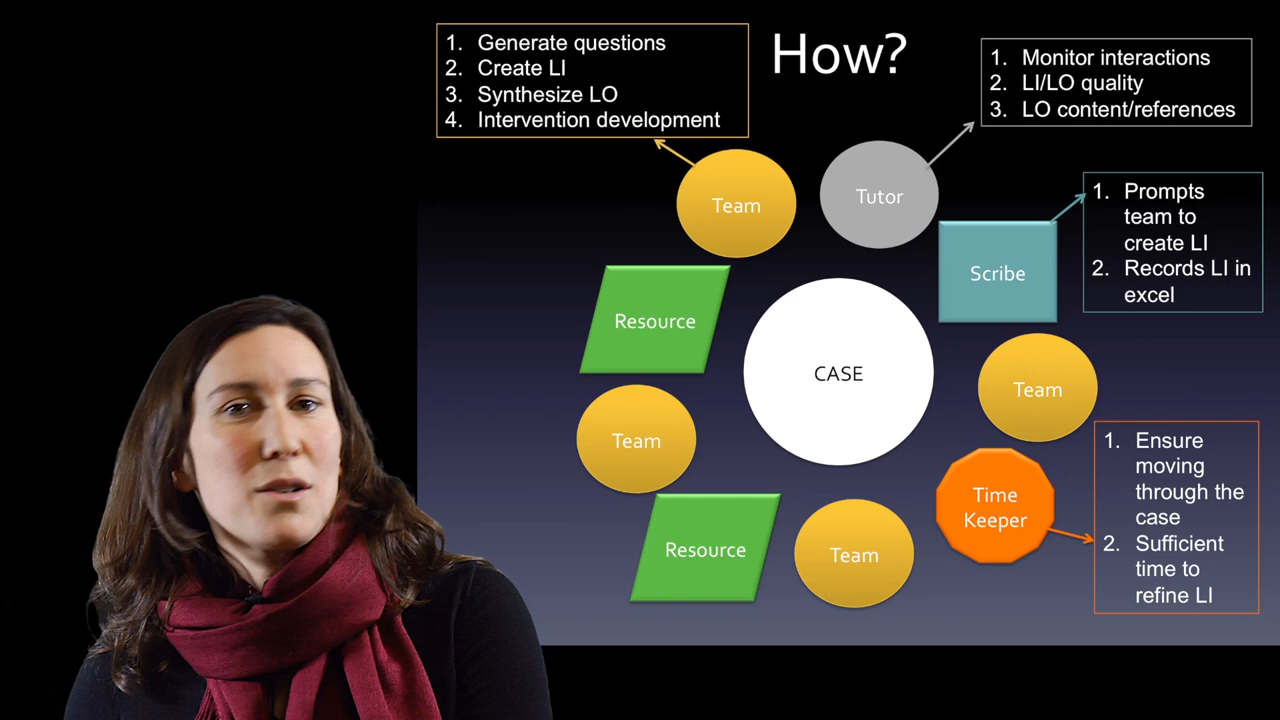 How?
1. Generate questions
2. Create LI
3. Synthesize LO
4. Intervention development
1. Monitor interactions
2. LI/LO quality
3. LO content/references
Team
Tutor
Scribe
1. Prompts
team to
create LI
2. Records LI in
excel
Resource
CASE
Team
Team
Time
Keeper
1. Ensure
moving
through the
case
2. Sufficient
time to
refine LI
Resource
Team